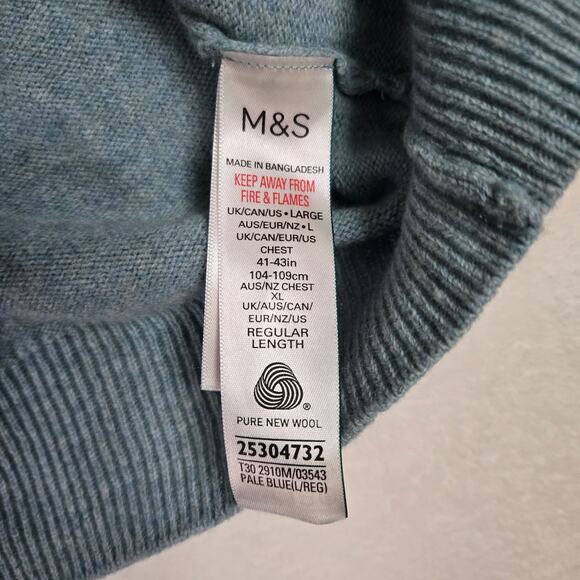 M&S
MADE IN BANGLADESH
KEEP AWAY FROM
FIRE & FLAMES
UK/CAN/US • LARGE
AUS/EUR/NZ • L
UK/CAN/EUR/US
CHEST
41-43in
104-109cm
AUS/NZ CHEST
XL
UK/AUS/CAN/
EUR/NZ/US
REGULAR
LENGTH
®
PURE NEW WOOL
25304732
T30 2910M/03543
PALE BLUE(L/REG)